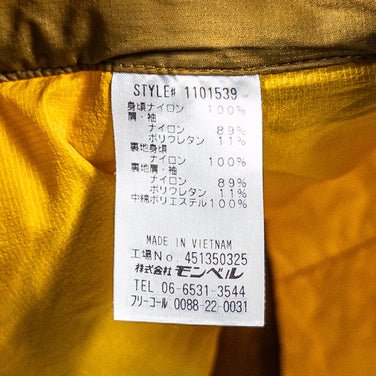 STYLE# 1101539
身頃ナイロン 100%
肩・袖
ナイロン 89%
ポリウレタン 11%
裏地身頃
ナイロン 100%
裏地肩・袖
ナイロン 89%
ポリウレタン 11%
中綿ポリエステル 100%
MADE IN VIETNAM
工場No. 451350325
株式会社 モンベル
TEL 06-6531-3544
フリーコール 0088-22-0031